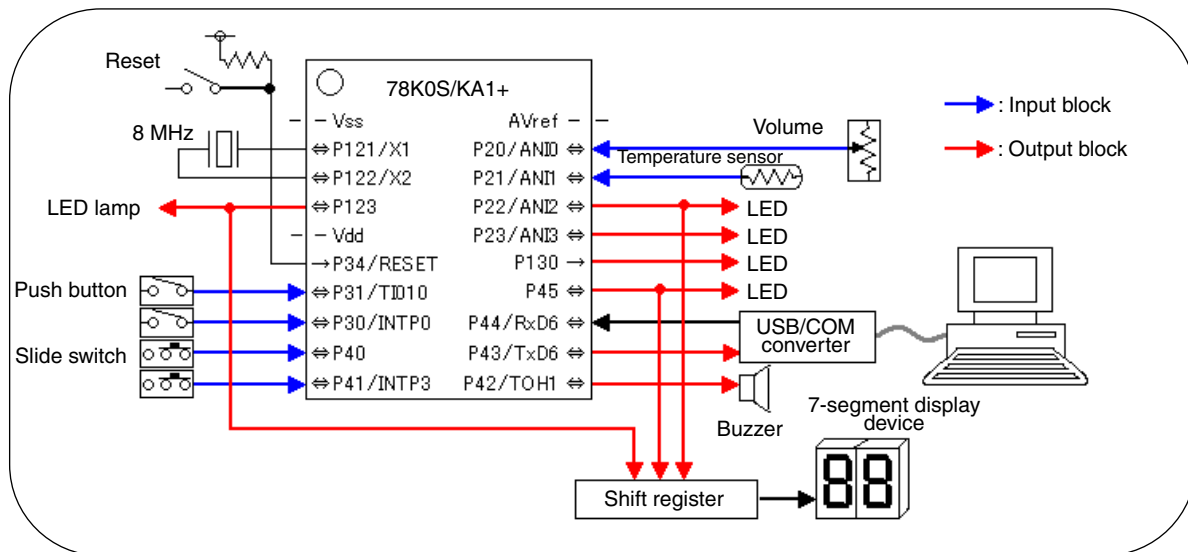 Reset
78K0S/KA1+
Vss
AVref
8 MHz
P121/X1
P20/ANI0
Volume
: Input block
P122/X2
P21/ANI1
Temperature sensor
: Output block
LED lamp
P123
P22/ANI2
LED
Vdd
P23/ANI3
LED
P34/RESET
P130
LED
Push button
P31/TI010
P45
LED
P30/INTP0
P44/RxD6
USB/COM
converter
Slide switch
P40
P43/TxD6
P41/INTP3
P42/TOH1
Buzzer
7-segment display
device
88
Shift register